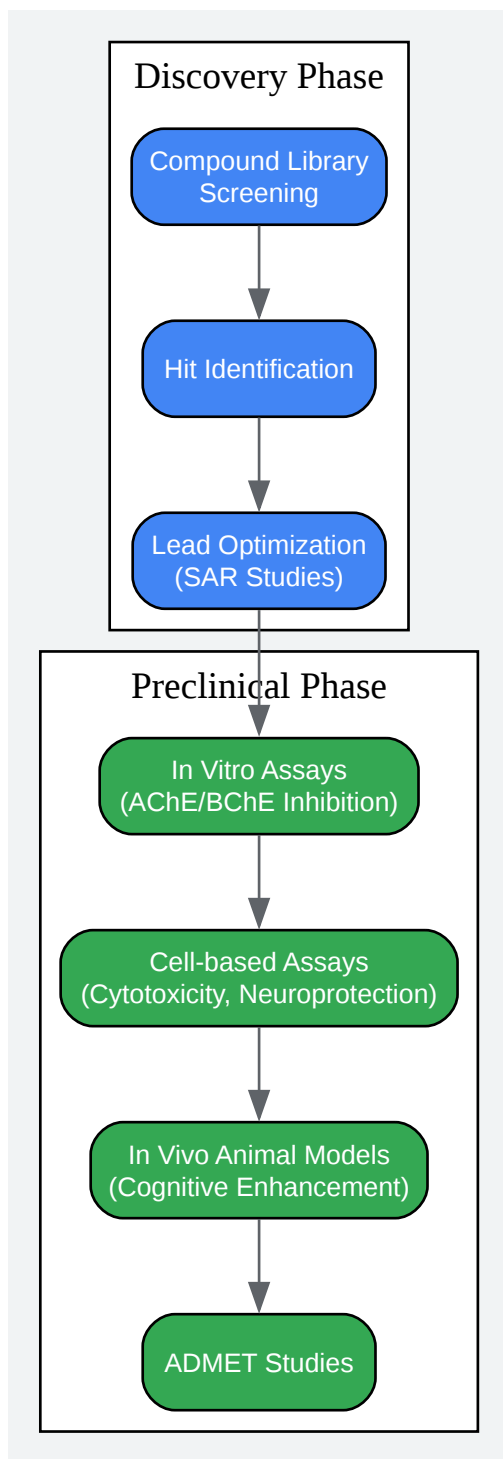 Discovery Phase
Compound Library
Screening
Hit Identification
Lead Optimization
(SAR Studies)
Preclinical Phase
In Vitro Assays
(AChE/BChE Inhibition)
Cell-based Assays
(Cytotoxicity, Neuroprotection)
In Vivo Animal Models
(Cognitive Enhancement)
ADMET Studies